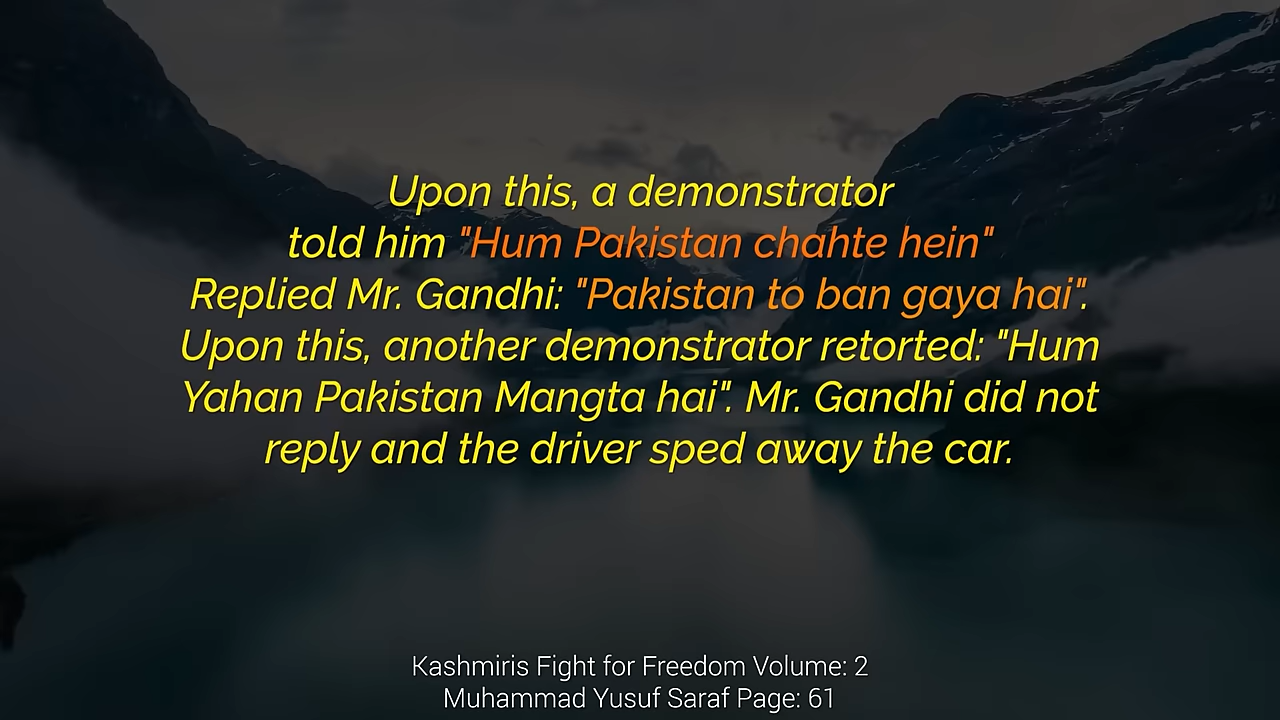 Upon this, a demonstrator
told him "Hum Pakistan chahte hein"
Replied Mr. Gandhi: "Pakistan to ban gaya hai".
Upon this, another demonstrator retorted: "Hum
Yahan Pakistan Mangta hai". Mr. Gandhi did not
reply and the driver sped away the car.
Kashmiris Fight for Freedom Volume: 2
Muhammad Yusuf Saraf Page: 61